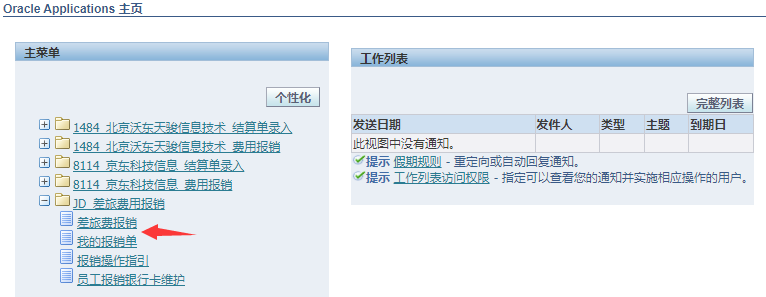 Oracle Applications 主页
主菜单
个性化
1484_北京沃东天骏信息技术_结算单录入
1484_北京沃东天骏信息技术_费用报销
8114_京东科技信息_结算单录入
8114_京东科技信息_费用报销
JD_差旅费用报销
差旅费报销
我的报销单
报销操作指引
员工报销银行卡维护
工作列表
完整列表
发送日期 发件人 类型 主题 到期日
此视图中没有通知。
提示 假期规则 - 重定向或自动回复通知。
提示 工作列表访问权限 - 指定可以查看您的通知并实施相应操作的用户。